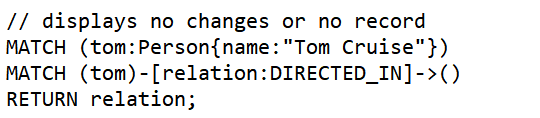 // displays no changes or no record
MATCH (tom:Person{name:"Tom Cruise"})
MATCH (tom)-[relation:DIRECTED_IN]->()
RETURN relation;